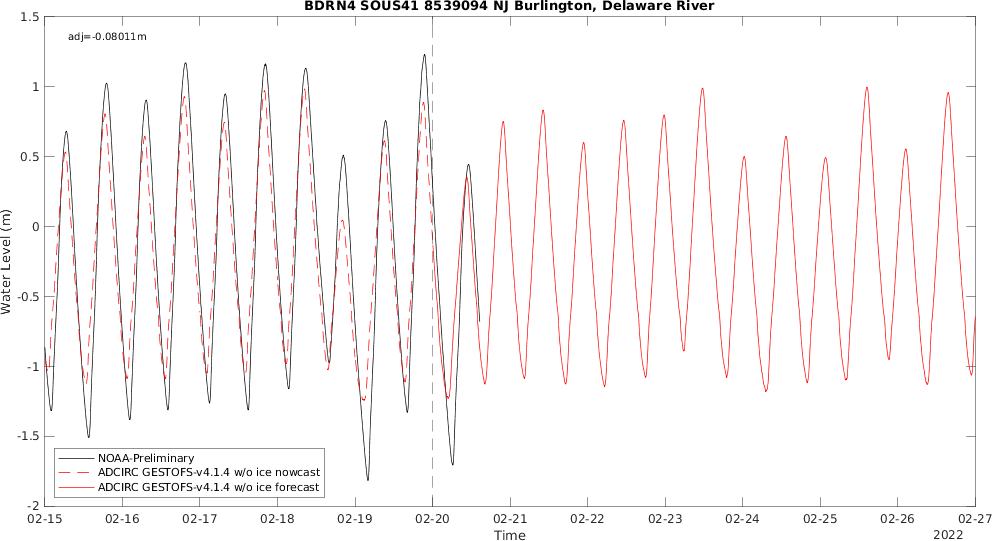 BDRN4 SOUS41 8539094 NJ Burlington, Delaware River
adj=-0.08011m
1.5
1
0.5
0
-0.5
-1
-1.5
-2
Water Level (m)
NOAA-Preliminary
ADCIRC GESTOFS-v4.1.4 w/o ice nowcast
ADCIRC GESTOFS-v4.1.4 w/o ice forecast
02-15 02-16 02-17 02-18 02-19 02-20 02-21 02-22 02-23 02-24 02-25 02-26 02-27
Time
2022